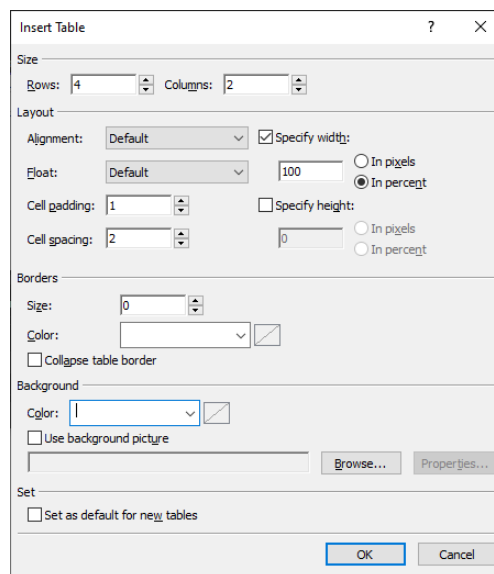 Insert Table ? X
Size
Rows: 4 Columns: 2
Layout
Alignment: Default Specify width:
Float: Default 100 In pixels
In percent
Cell padding: 1 Specify height:
Cell spacing: 2 0 In pixels
In percent
Borders
Size: 0
Color:
Collapse table border
Background
Color:
Use background picture
Browse... Properties...
Set
Set as default for new tables
OK Cancel